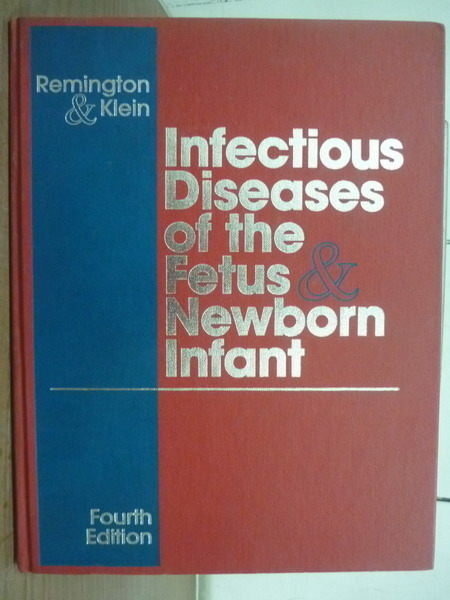 Remington
& Klein
Infectious
Diseases
of the
Fetus &
Newborn
Infant
Fourth
Edition